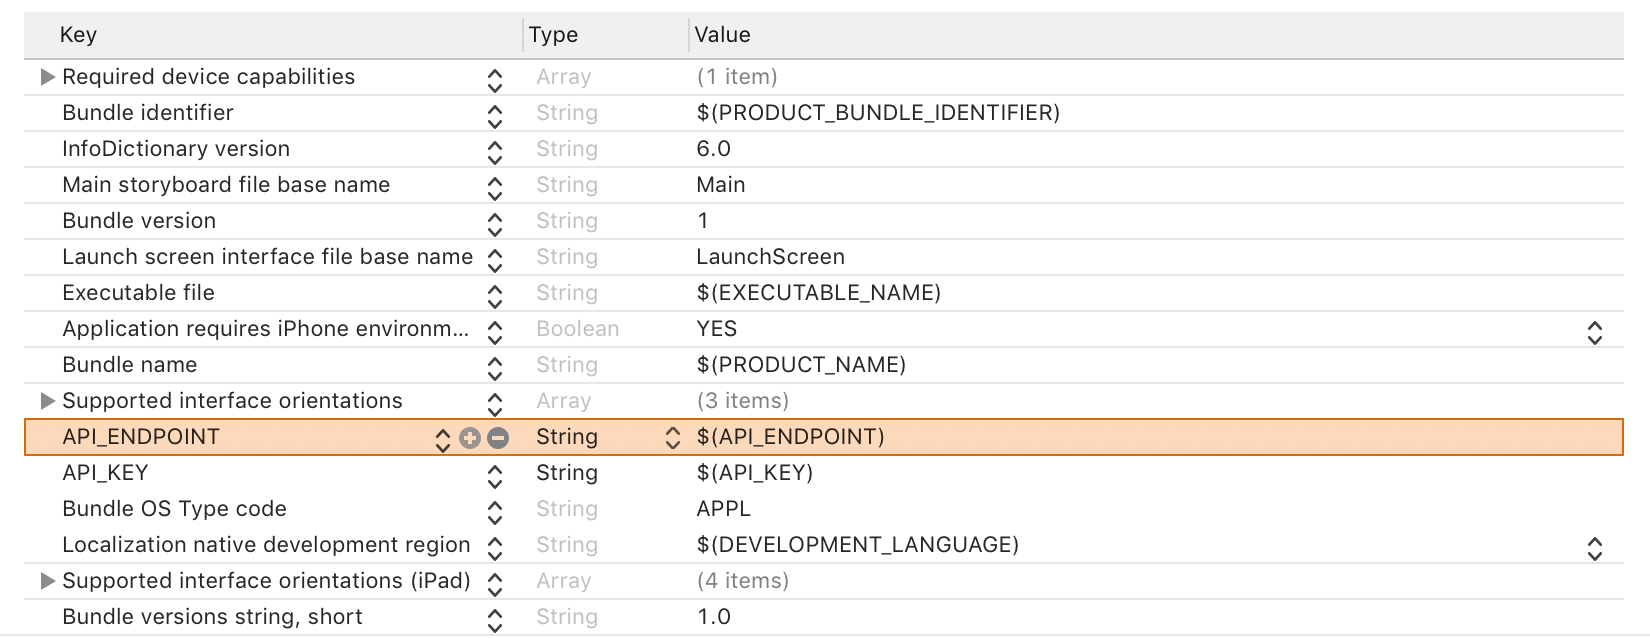 Key Type Value
Required device capabilities Array (1 item)
Bundle identifier String $(PRODUCT_BUNDLE_IDENTIFIER)
InfoDictionary version String 6.0
Main storyboard file base name String Main
Bundle version String 1
Launch screen interface file base name String LaunchScreen
Executable file String $(EXECUTABLE_NAME)
Application requires iPhone environm... Boolean YES
Bundle name String $(PRODUCT_NAME)
Supported interface orientations Array (3 items)
API_ENDPOINT String $(API_ENDPOINT)
API_KEY String $(API_KEY)
Bundle OS Type code String APPL
Localization native development region String $(DEVELOPMENT_LANGUAGE)
Supported interface orientations (iPad) Array (4 items)
Bundle versions string, short String 1.0